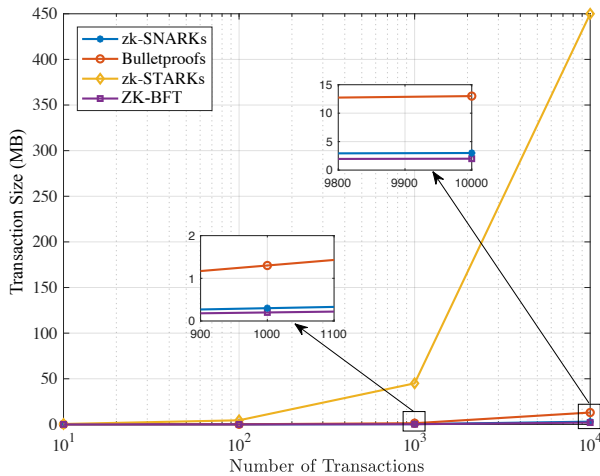 450
400
350
300
250
200
150
100
50
0
Transaction Size (MB)
zk-SNARKs
Bulletproofs
zk-STARKs
ZK-BFT
15
10
5
0
9800 9900 10000
2
1
0
900 1000 1100
10^1 10^2 10^3 10^4
Number of Transactions